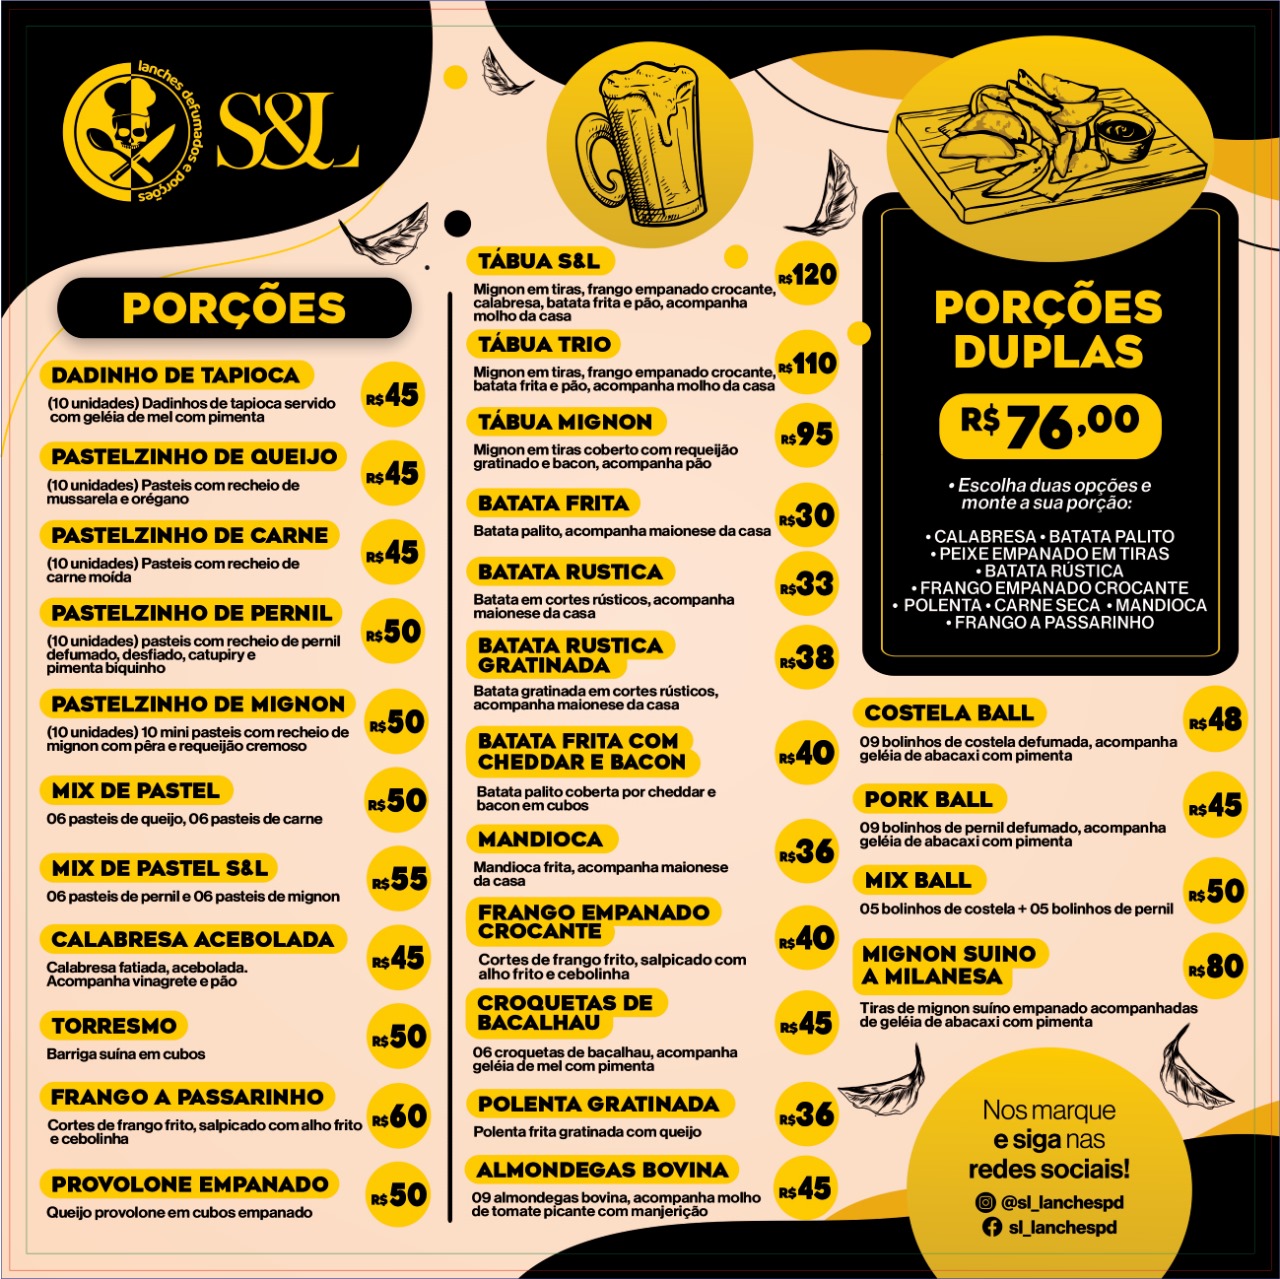 lanches defumados e porções
S&L
PORÇÕES
DADINHO DE TAPIOCA
R$45
(10 unidades) Dadinhos de tapioca servido
com geléia de mel com pimenta
PASTELZINHO DE QUEIJO
R$45
(10 unidades) Pasteis com recheio de
mussarela e orégano
PASTELZINHO DE CARNE
R$45
(10 unidades) Pasteis com recheio de
carne moída
PASTELZINHO DE PERNIL
R$50
(10 unidades) pasteis com recheio de pernil
defumado, desfiado, catupiry e
pimenta biquinho
PASTELZINHO DE MIGNON
R$50
(10 unidades) 10 mini pasteis com recheio de
mignon com pêra e requeijão cremoso
MIX DE PASTEL
R$50
06 pasteis de queijo, 06 pasteis de carne
MIX DE PASTEL S&L
R$55
06 pasteis de pernil e 06 pasteis de mignon
CALABRESA ACEBOLADA
R$45
Calabresa fatiada, acebolada.
Acompanha vinagrete e pão
TORRESMO
R$50
Barriga suína em cubos
FRANGO A PASSARINHO
R$60
Cortes de frango frito, salpicado com alho frito
e cebolinha
PROVOLONE EMPANADO
R$50
Queijo provolone em cubos empanado
TÁBUA S&L
R$120
Mignon em tiras, frango empanado crocante,
calabresa, batata frita e pão, acompanha
molho da casa
TÁBUA TRIO
R$110
Mignon em tiras, frango empanado crocante,
batata frita e pão, acompanha molho da casa
TÁBUA MIGNON
R$95
Mignon em tiras coberto com requeijão
gratinado e bacon, acompanha pão
BATATA FRITA
R$30
Batata palito, acompanha maionese da casa
BATATA RUSTICA
R$33
Batata em cortes rústicos, acompanha
maionese da casa
BATATA RUSTICA
GRATINADA
R$38
Batata gratinada em cortes rústicos,
acompanha maionese da casa
BATATA FRITA COM
CHEDDAR E BACON
R$40
Batata palito coberta por cheddar e
bacon em cubos
MANDIOCA
R$36
Mandioca frita, acompanha maionese
da casa
FRANGO EMPANADO
CROCANTE
R$40
Cortes de frango frito, salpicado com
alho frito e cebolinha
CROQUETAS DE
BACALHAU
R$45
06 croquetas de bacalhau, acompanha
geléia de mel com pimenta
POLENTA GRATINADA
R$36
Polenta frita gratinada com queijo
ALMONDEGAS BOVINA
R$45
09 almondegas bovina, acompanha molho
de tomate picante com manjerição
PORÇÕES
DUPLAS
R$ 76,00
• Escolha duas opções e
monte a sua porção:
• CALABRESA • BATATA PALITO
• PEIXE EMPANADO EM TIRAS
• BATATA RÚSTICA
• FRANGO EMPANADO CROCANTE
• POLENTA • CARNE SECA • MANDIOCA
• FRANGO A PASSARINHO
COSTELA BALL
R$48
09 bolinhos de costela defumada, acompanha
geléia de abacaxi com pimenta
PORK BALL
R$45
09 bolinhos de pernil defumado, acompanha
geléia de abacaxi com pimenta
MIX BALL
R$50
05 bolinhos de costela + 05 bolinhos de pernil
MIGNON SUINO
A MILANESA
R$80
Tiras de mignon suíno empanado acompanhadas
de geléia de abacaxi com pimenta
Nos marque
e siga nas
redes sociais!
@sl_lanchespd
sl_lanchespd